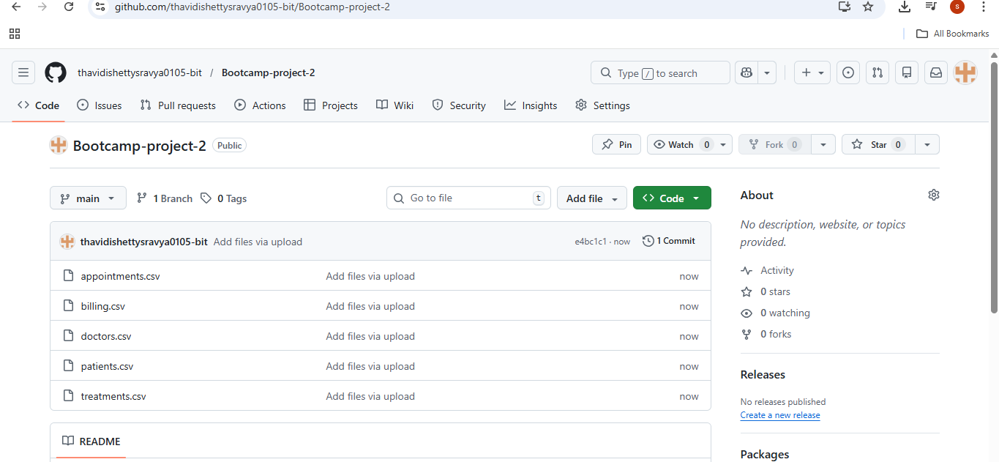 github.com/thavidishettysravya0105-bit/Bootcamp-project-2
S
All Bookmarks
thavidishettysravya0105-bit / Bootcamp-project-2
Type / to search
Code Issues Pull requests Actions Projects Wiki Security Insights Settings
Bootcamp-project-2 Public
Pin Watch 0 Fork 0 Star 0
main 1 Branch 0 Tags Go to file t Add file Code
thavidishettysravya0105-bit Add files via upload e4bc1c1 · now 1 Commit
appointments.csv Add files via upload now
billing.csv Add files via upload now
doctors.csv Add files via upload now
patients.csv Add files via upload now
treatments.csv Add files via upload now
README
About
No description, website, or topics
provided.
Activity
0 stars
0 watching
0 forks
Releases
No releases published
Create a new release
Packages